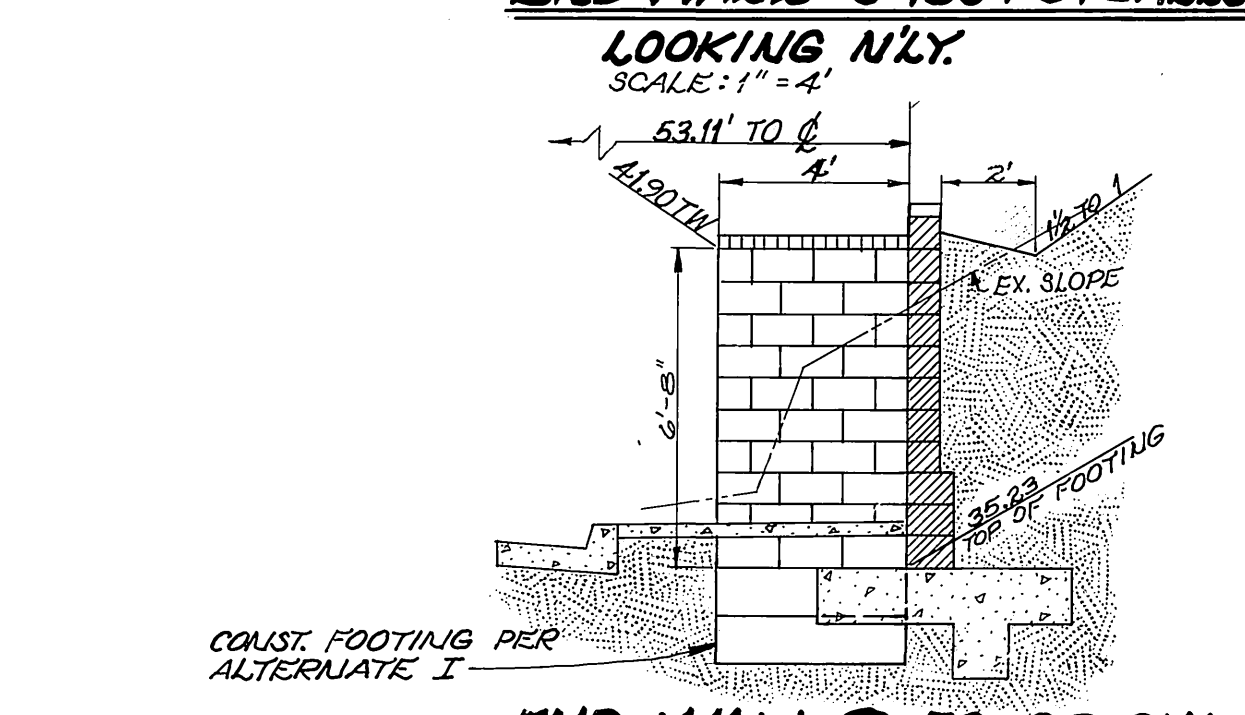 LOOKING N'LY.
SCALE: 1" = 4'
53.11' TO ℄
4'
2'
41.90 TW
1½ TO 1
EX. SLOPE
6'-8"
35.23
TOP OF FOOTING
CONST. FOOTING PER
ALTERNATE I